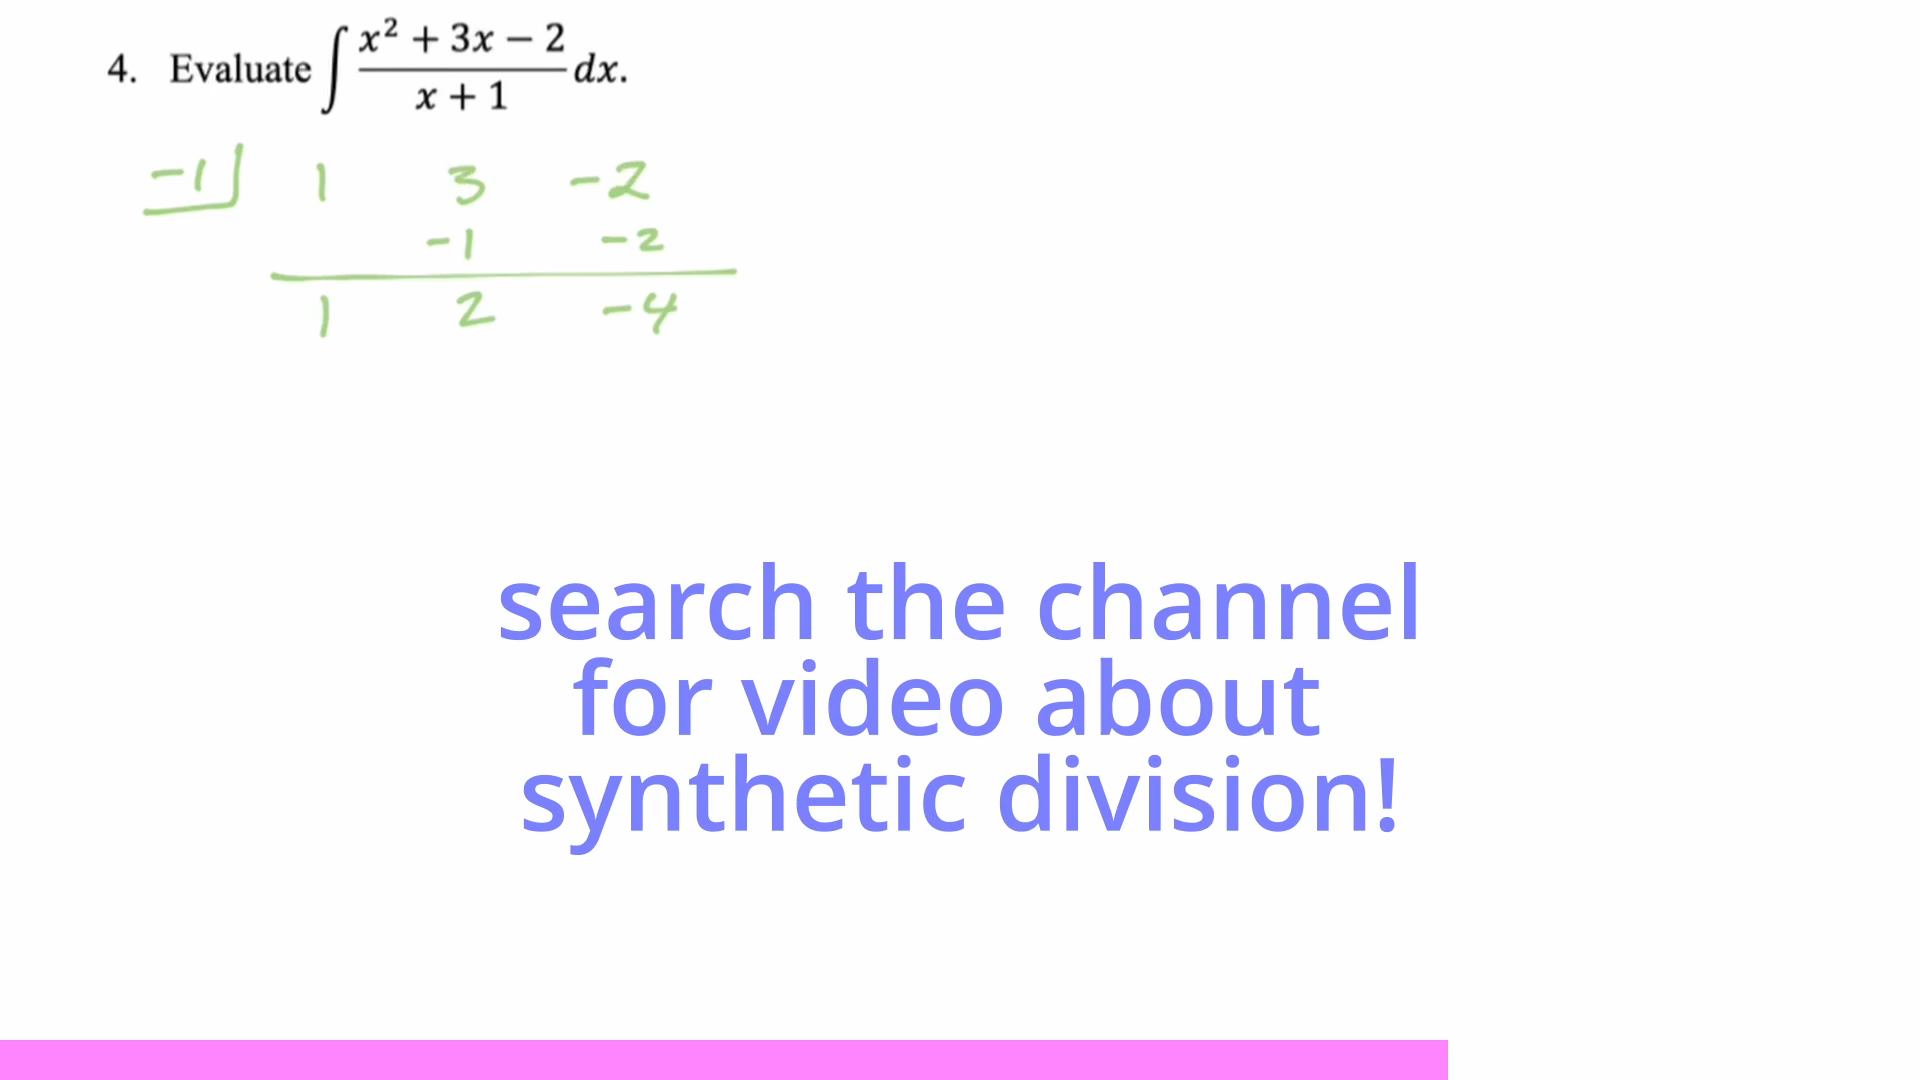 4. Evaluate ∫ (x² + 3x − 2)/(x + 1) dx.
-1 1 3 -2
-1 -2
1 2 -4
search the channel
for video about
synthetic division!